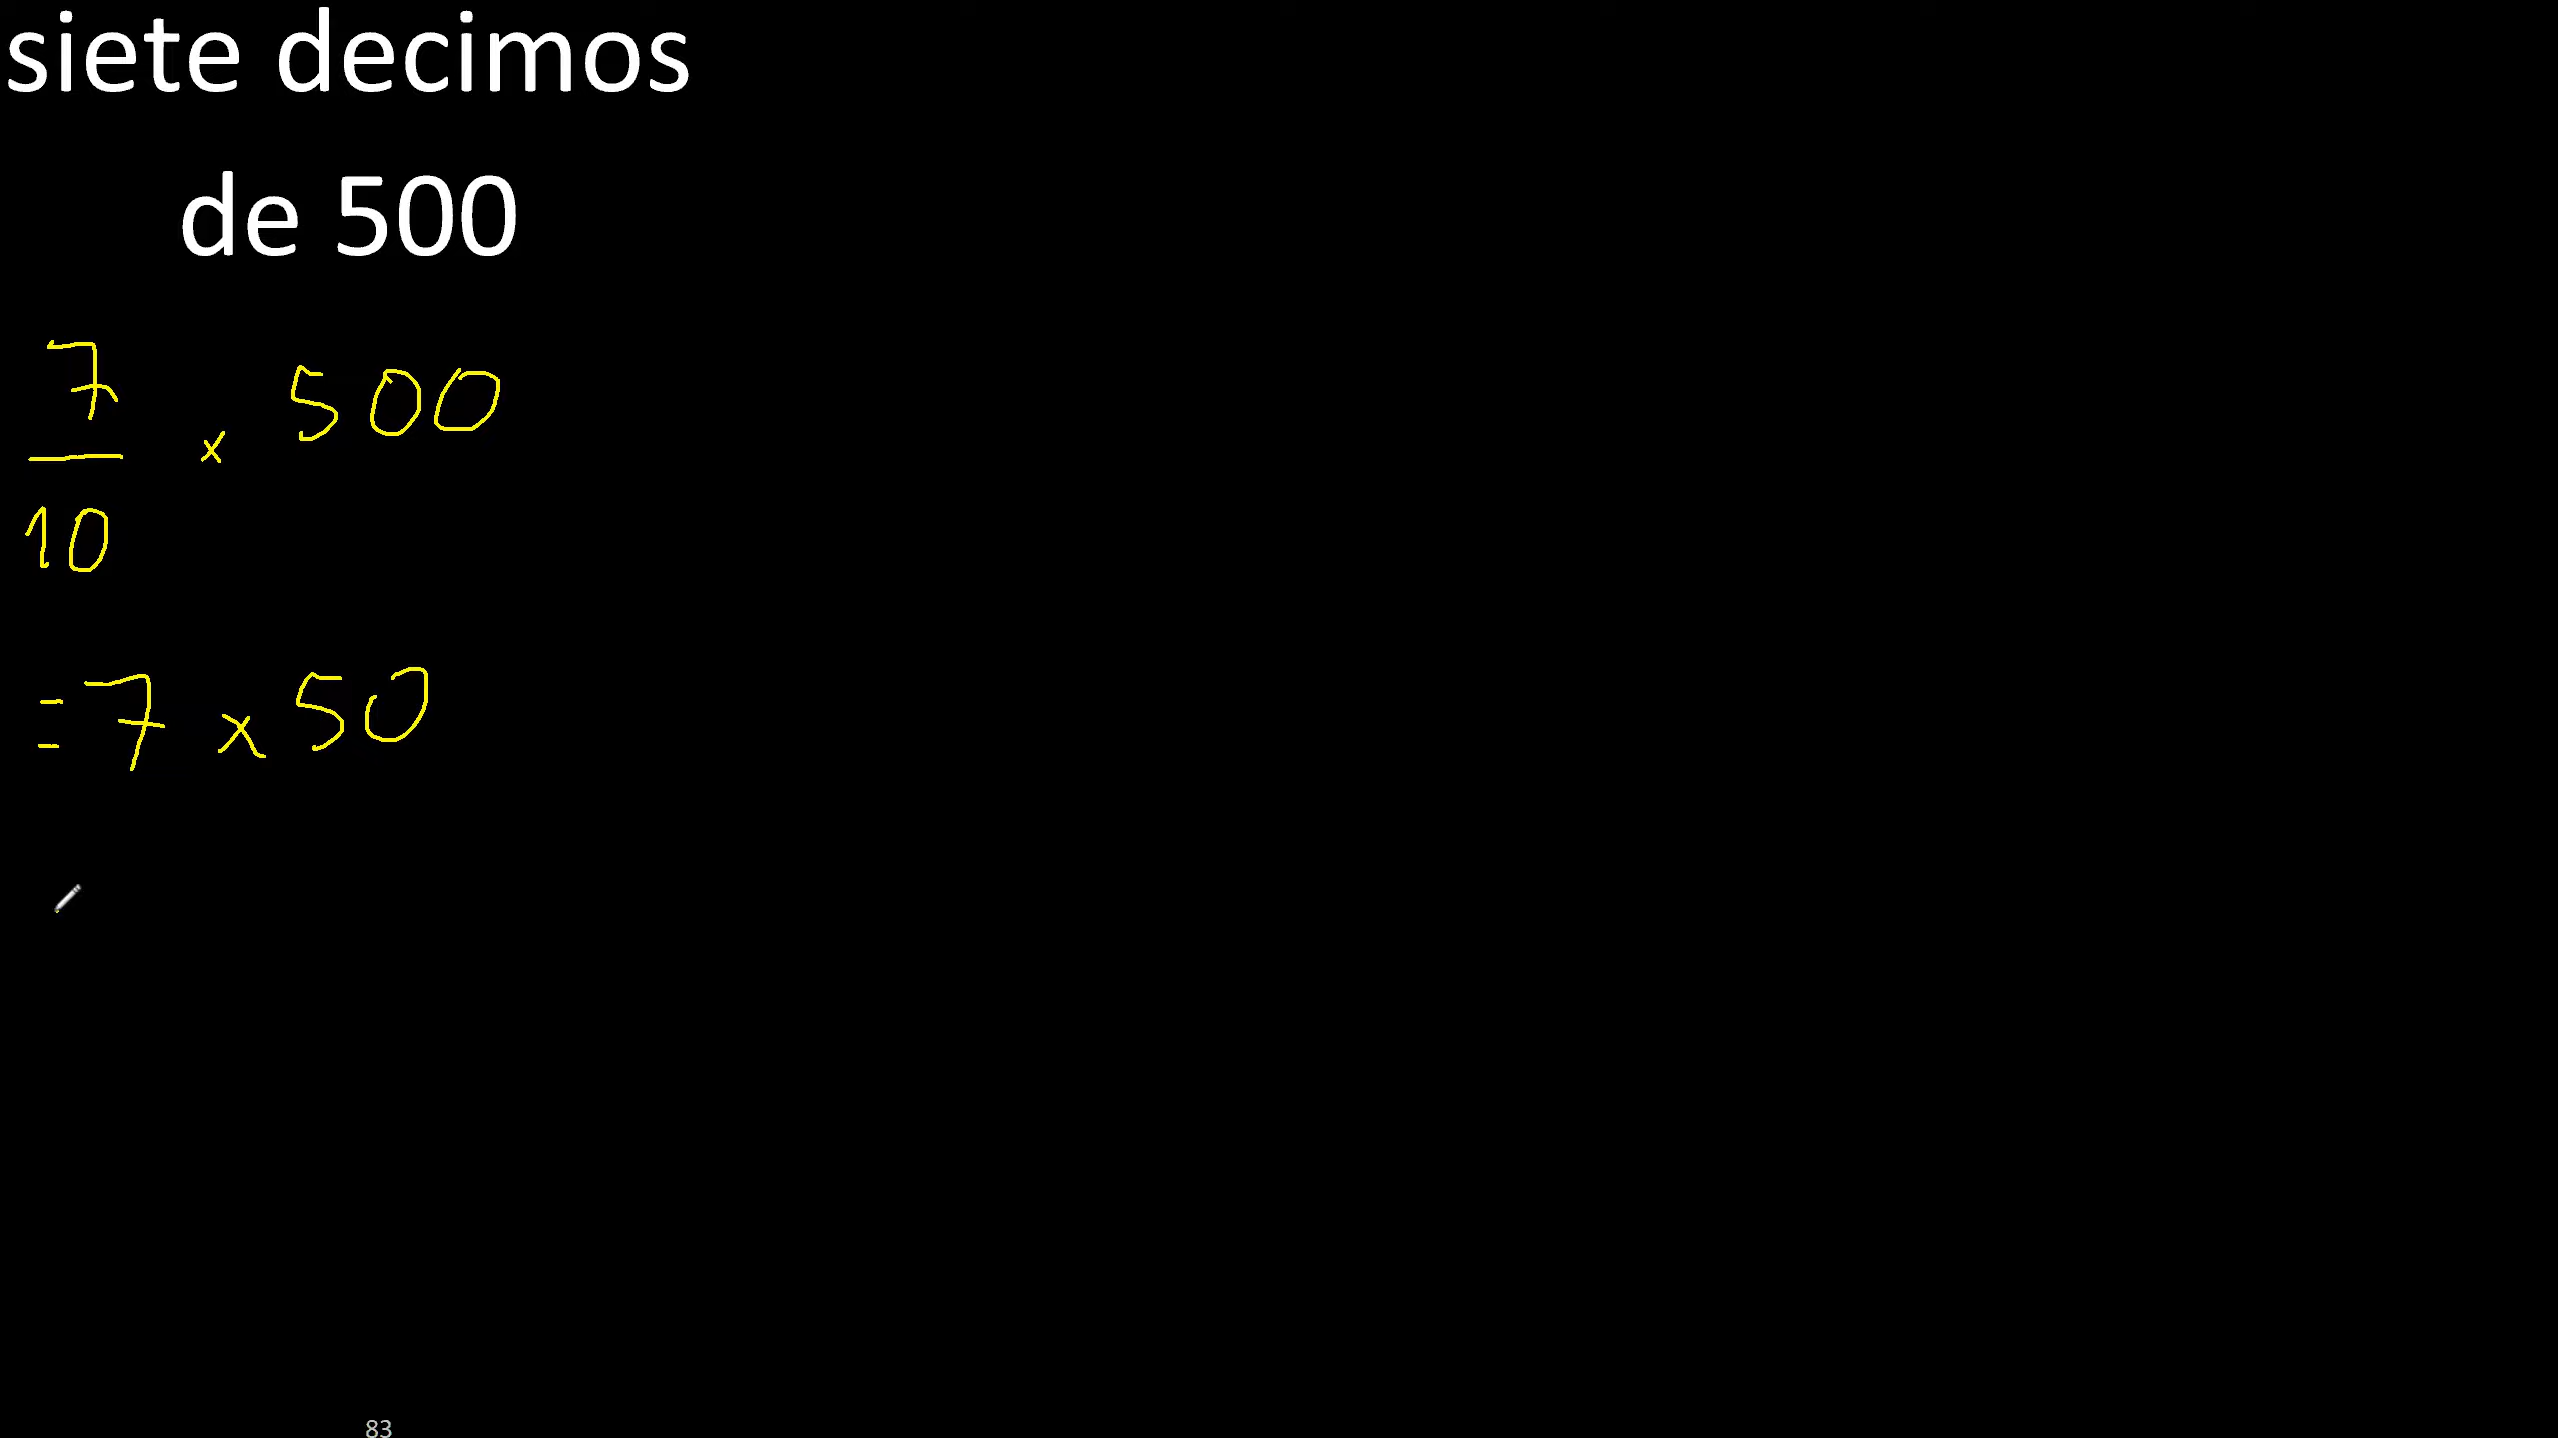 siete decimos
de 500
7
— x 500
10
= 7 x 50
83